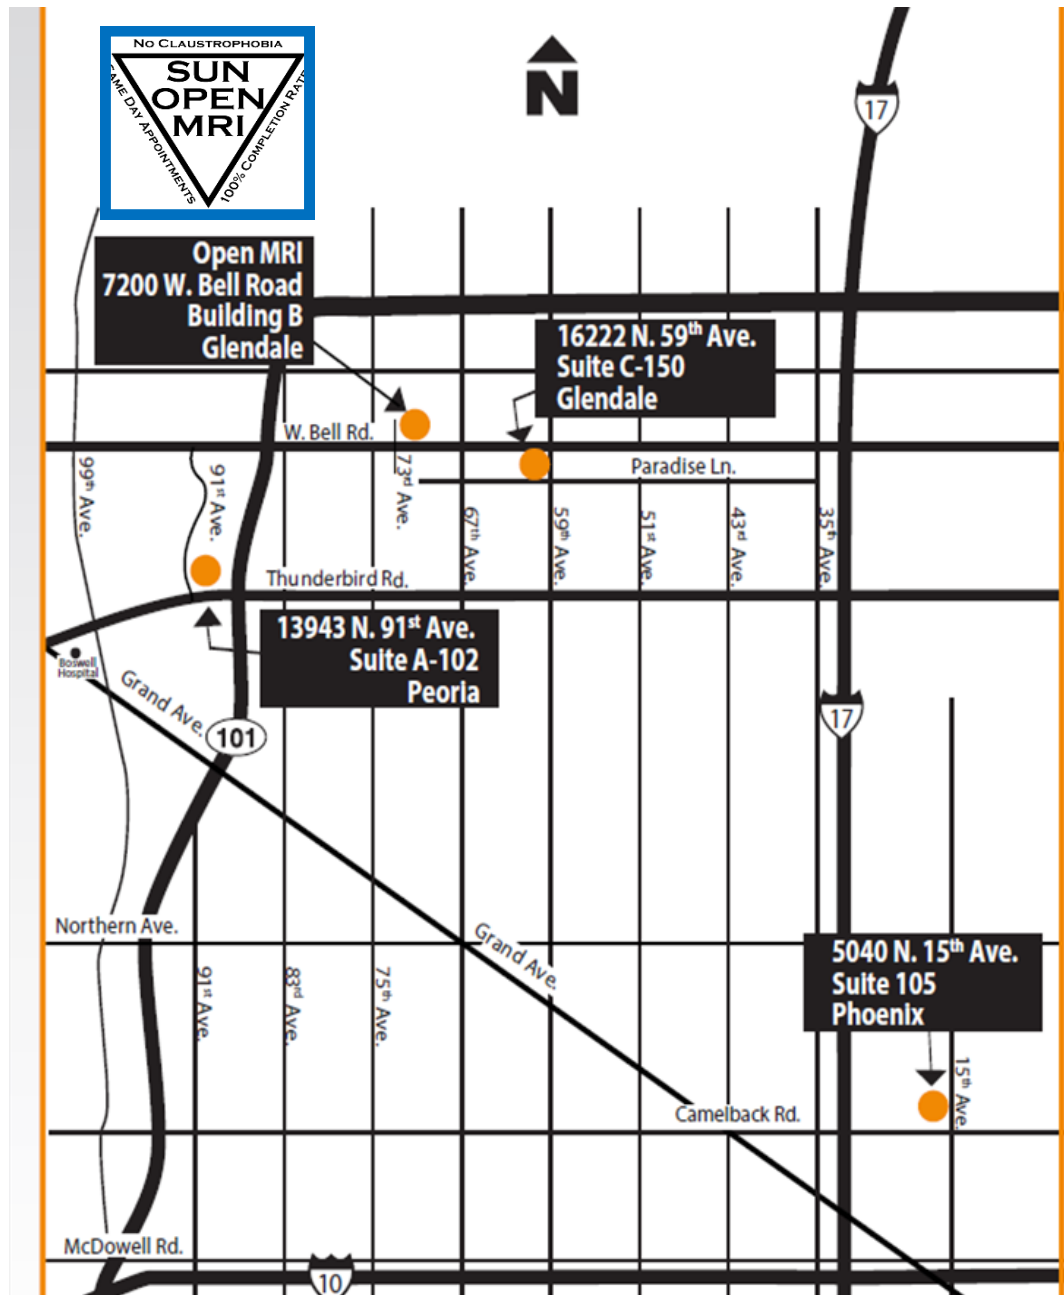 No Claustrophobia
Same Day Appointments
100% Completion Rate
SUN
OPEN
MRI
N
17
Open MRI
7200 W. Bell Road
Building B
Glendale
16222 N. 59th Ave.
Suite C-150
Glendale
W. Bell Rd.
Paradise Ln.
99th Ave.
91st Ave.
73rd Ave.
67th Ave.
59th Ave.
51st Ave.
43rd Ave.
35th Ave.
Thunderbird Rd.
13943 N. 91st Ave.
Suite A-102
Peoria
Boswell
Hospital
Grand Ave.
101
17
Northern Ave.
Grand Ave.
5040 N. 15th Ave.
Suite 105
Phoenix
91st Ave.
83rd Ave.
75th Ave.
15th Ave.
Camelback Rd.
McDowell Rd.
10